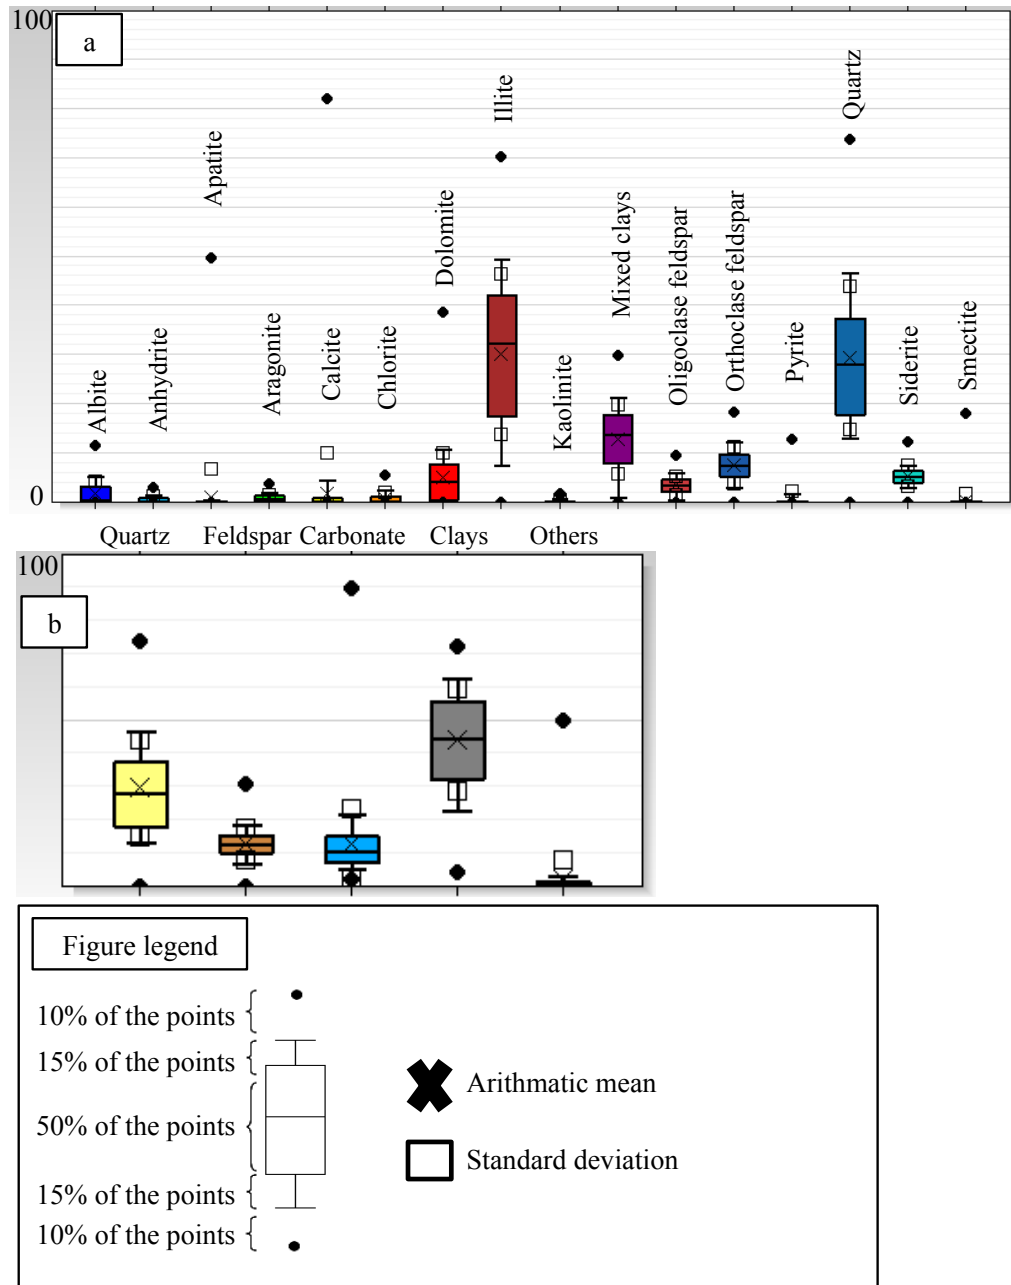 100
a
0
Albite
Anhydrite
Apatite
Aragonite
Calcite
Chlorite
Dolomite
Illite
Kaolinite
Mixed clays
Oligoclase feldspar
Orthoclase feldspar
Pyrite
Quartz
Siderite
Smectite
Quartz Feldspar Carbonate Clays Others
100
b
Figure legend
10% of the points
15% of the points
50% of the points
15% of the points
10% of the points
Arithmatic mean
Standard deviation